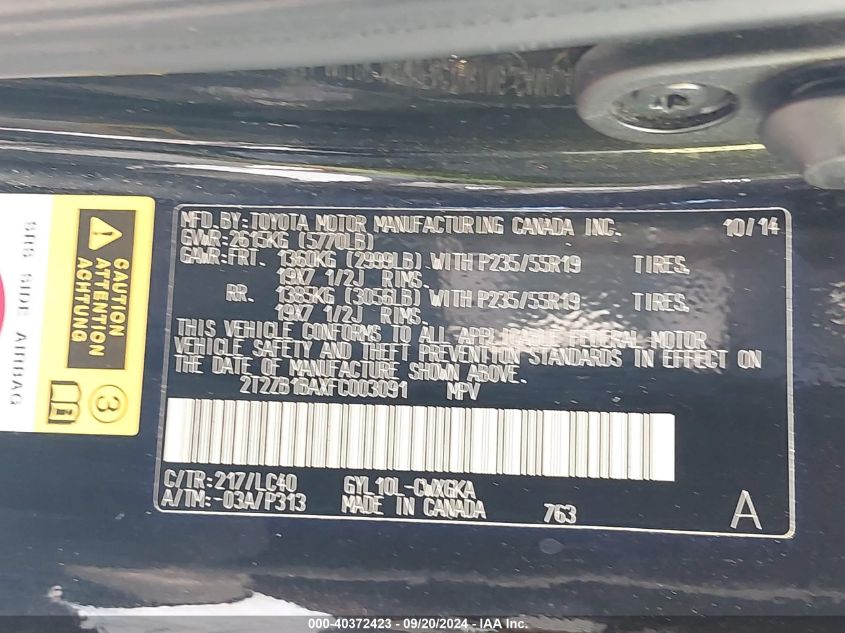 MFD. BY: TOYOTA MOTOR MANUFACTURING CANADA INC. 10/14
GVWR: 2615KG (5770LB)
GAWR: FRT. 1360KG (2999LB) WITH P235/55R19 TIRES,
19X7 1/2J RIMS.
RR. 1385KG (3056LB) WITH P235/55R19 TIRES,
19X7 1/2J RIMS.
THIS VEHICLE CONFORMS TO ALL APPLICABLE FEDERAL MOTOR
VEHICLE SAFETY AND THEFT PREVENTION STANDARDS IN EFFECT ON
THE DATE OF MANUFACTURE SHOWN ABOVE.
2T2ZB1BAXFC003091 MPV
C/TR: 217/LC40 GYL10L-CWXGKA
A/TM: -03A/P313 MADE IN CANADA 763 A
SRS SIDE AIRBAG
CAUTION
ATTENTION
ACHTUNG
3
000-40372423 - 09/20/2024 - IAA Inc.